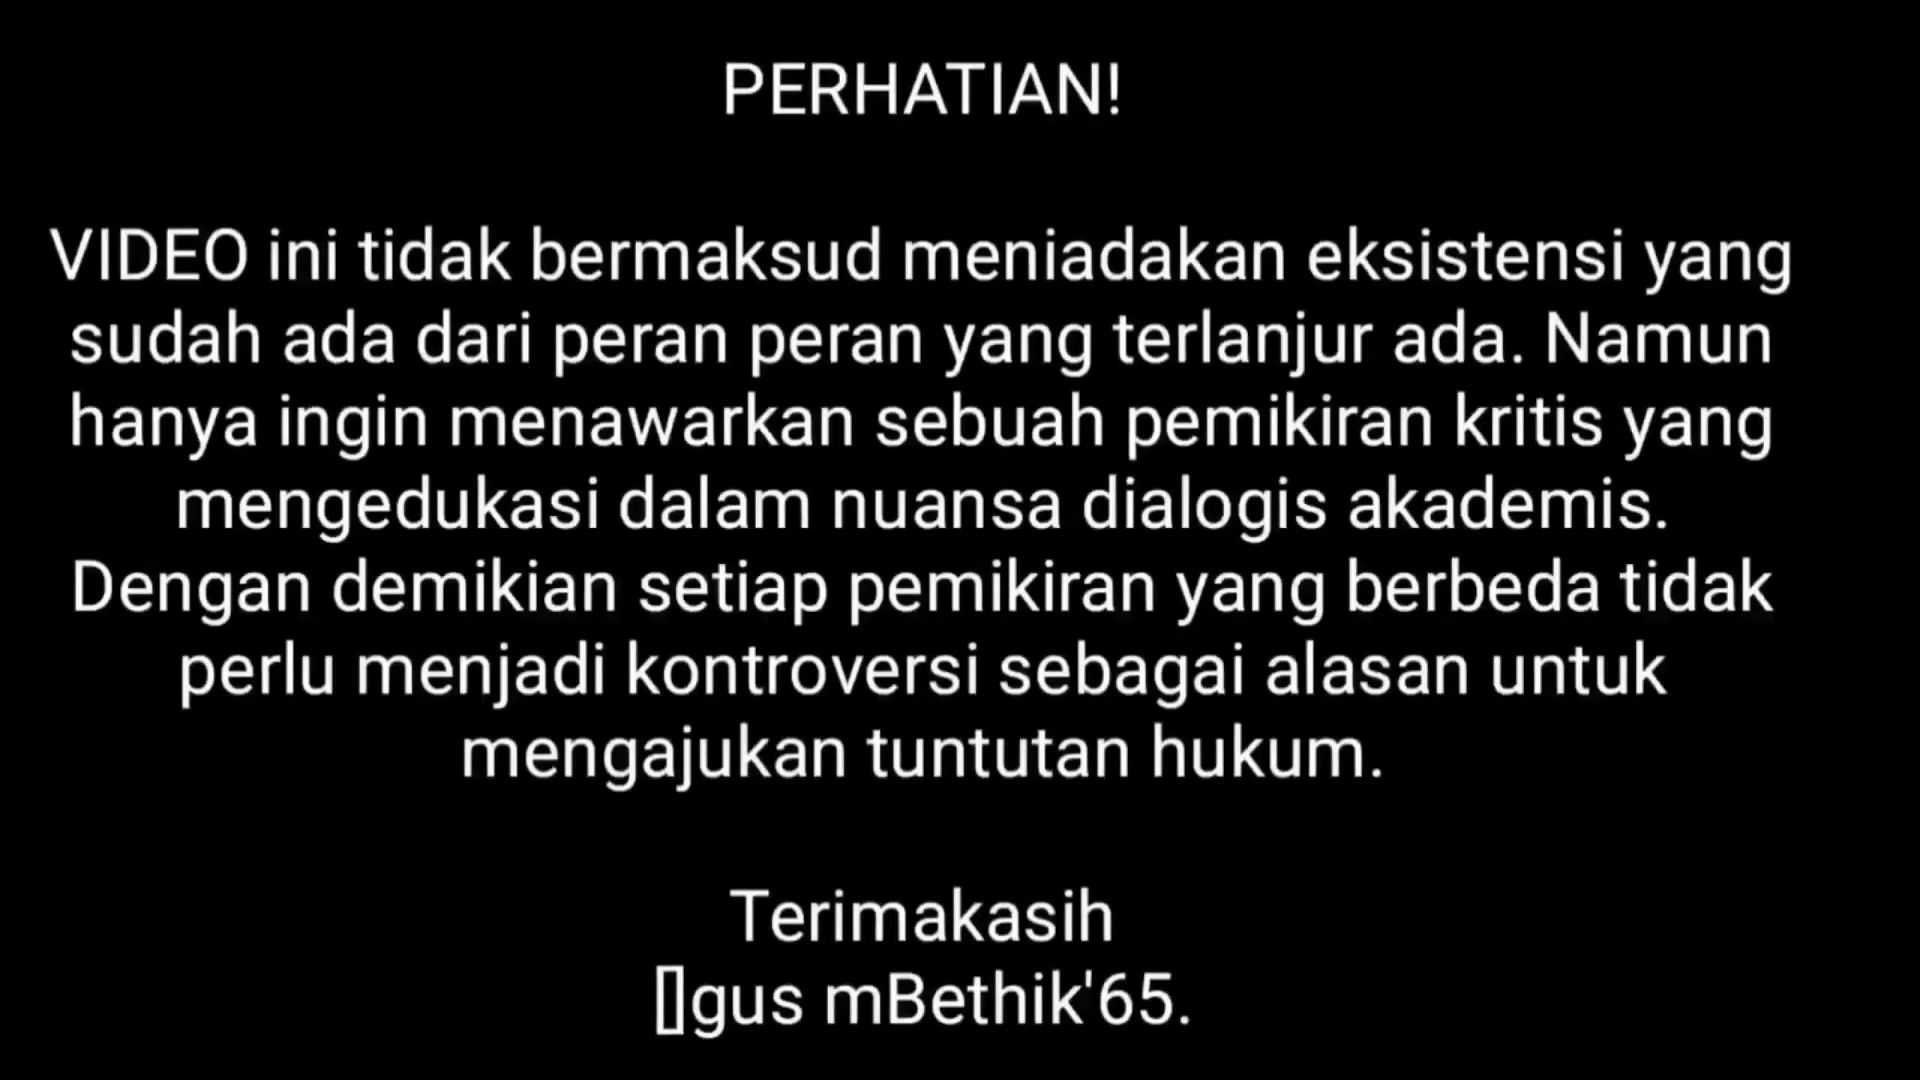 PERHATIAN!
VIDEO ini tidak bermaksud meniadakan eksistensi yang
sudah ada dari peran peran yang terlanjur ada. Namun
hanya ingin menawarkan sebuah pemikiran kritis yang
mengedukasi dalam nuansa dialogis akademis.
Dengan demikian setiap pemikiran yang berbeda tidak
perlu menjadi kontroversi sebagai alasan untuk
mengajukan tuntutan hukum.
Terimakasih
▯gus mBethik'65.